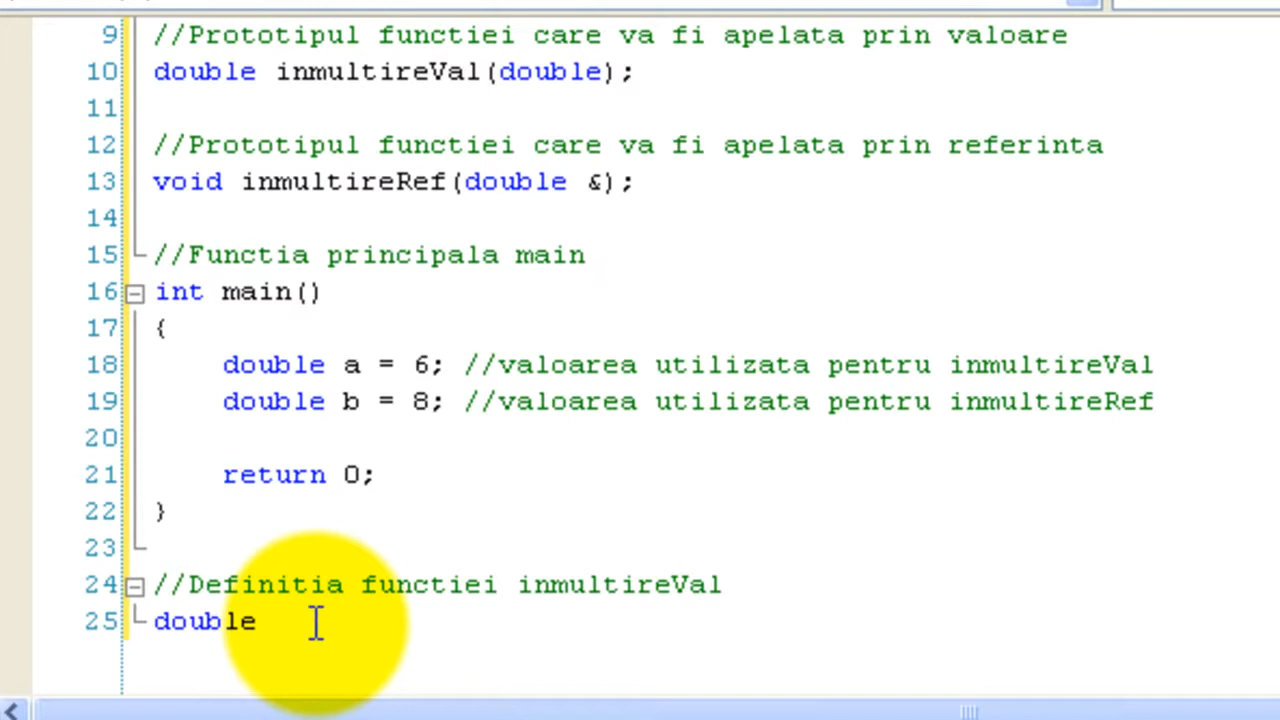 9 //Prototipul functiei care va fi apelata prin valoare
10 double inmultireVal(double);
11
12 //Prototipul functiei care va fi apelata prin referinta
13 void inmultireRef(double &);
14
15 //Functia principala main
16 int main()
17 {
18 double a = 6; //valoarea utilizata pentru inmultireVal
19 double b = 8; //valoarea utilizata pentru inmultireRef
20
21 return 0;
22 }
23
24 //Definitia functiei inmultireVal
25 double